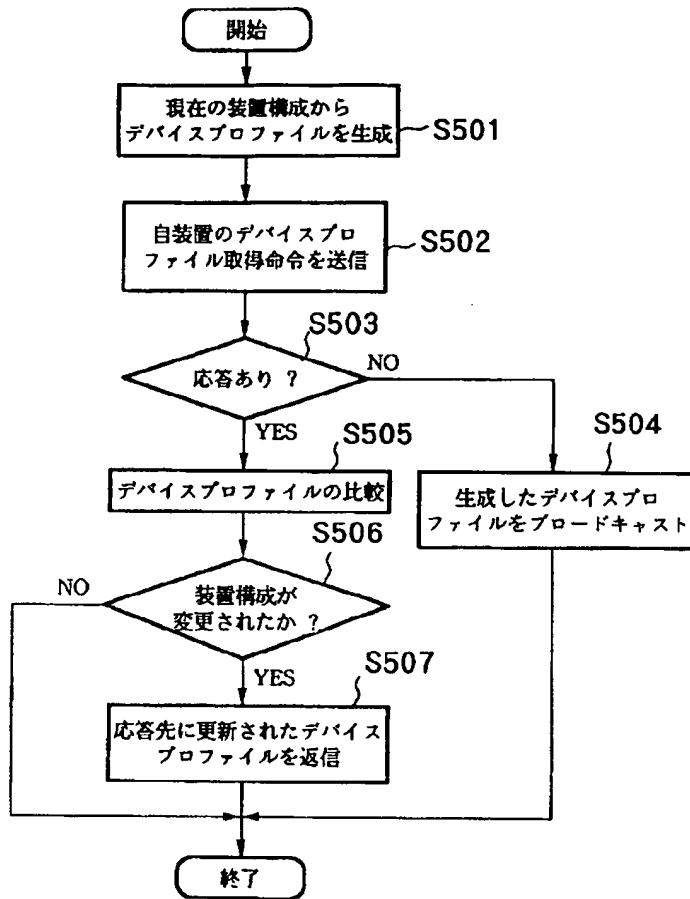 開始
現在の装置構成から
デバイスプロファイルを生成
S501
自装置のデバイスプロ
ファイル取得命令を送信
S502
S503
応答あり ?
NO
YES
S505
デバイスプロファイルの比較
S504
生成したデバイスプロ
ファイルをブロードキャスト
S506
NO
装置構成が
変更されたか ?
YES
S507
応答先に更新されたデバイス
プロファイルを返信
終了